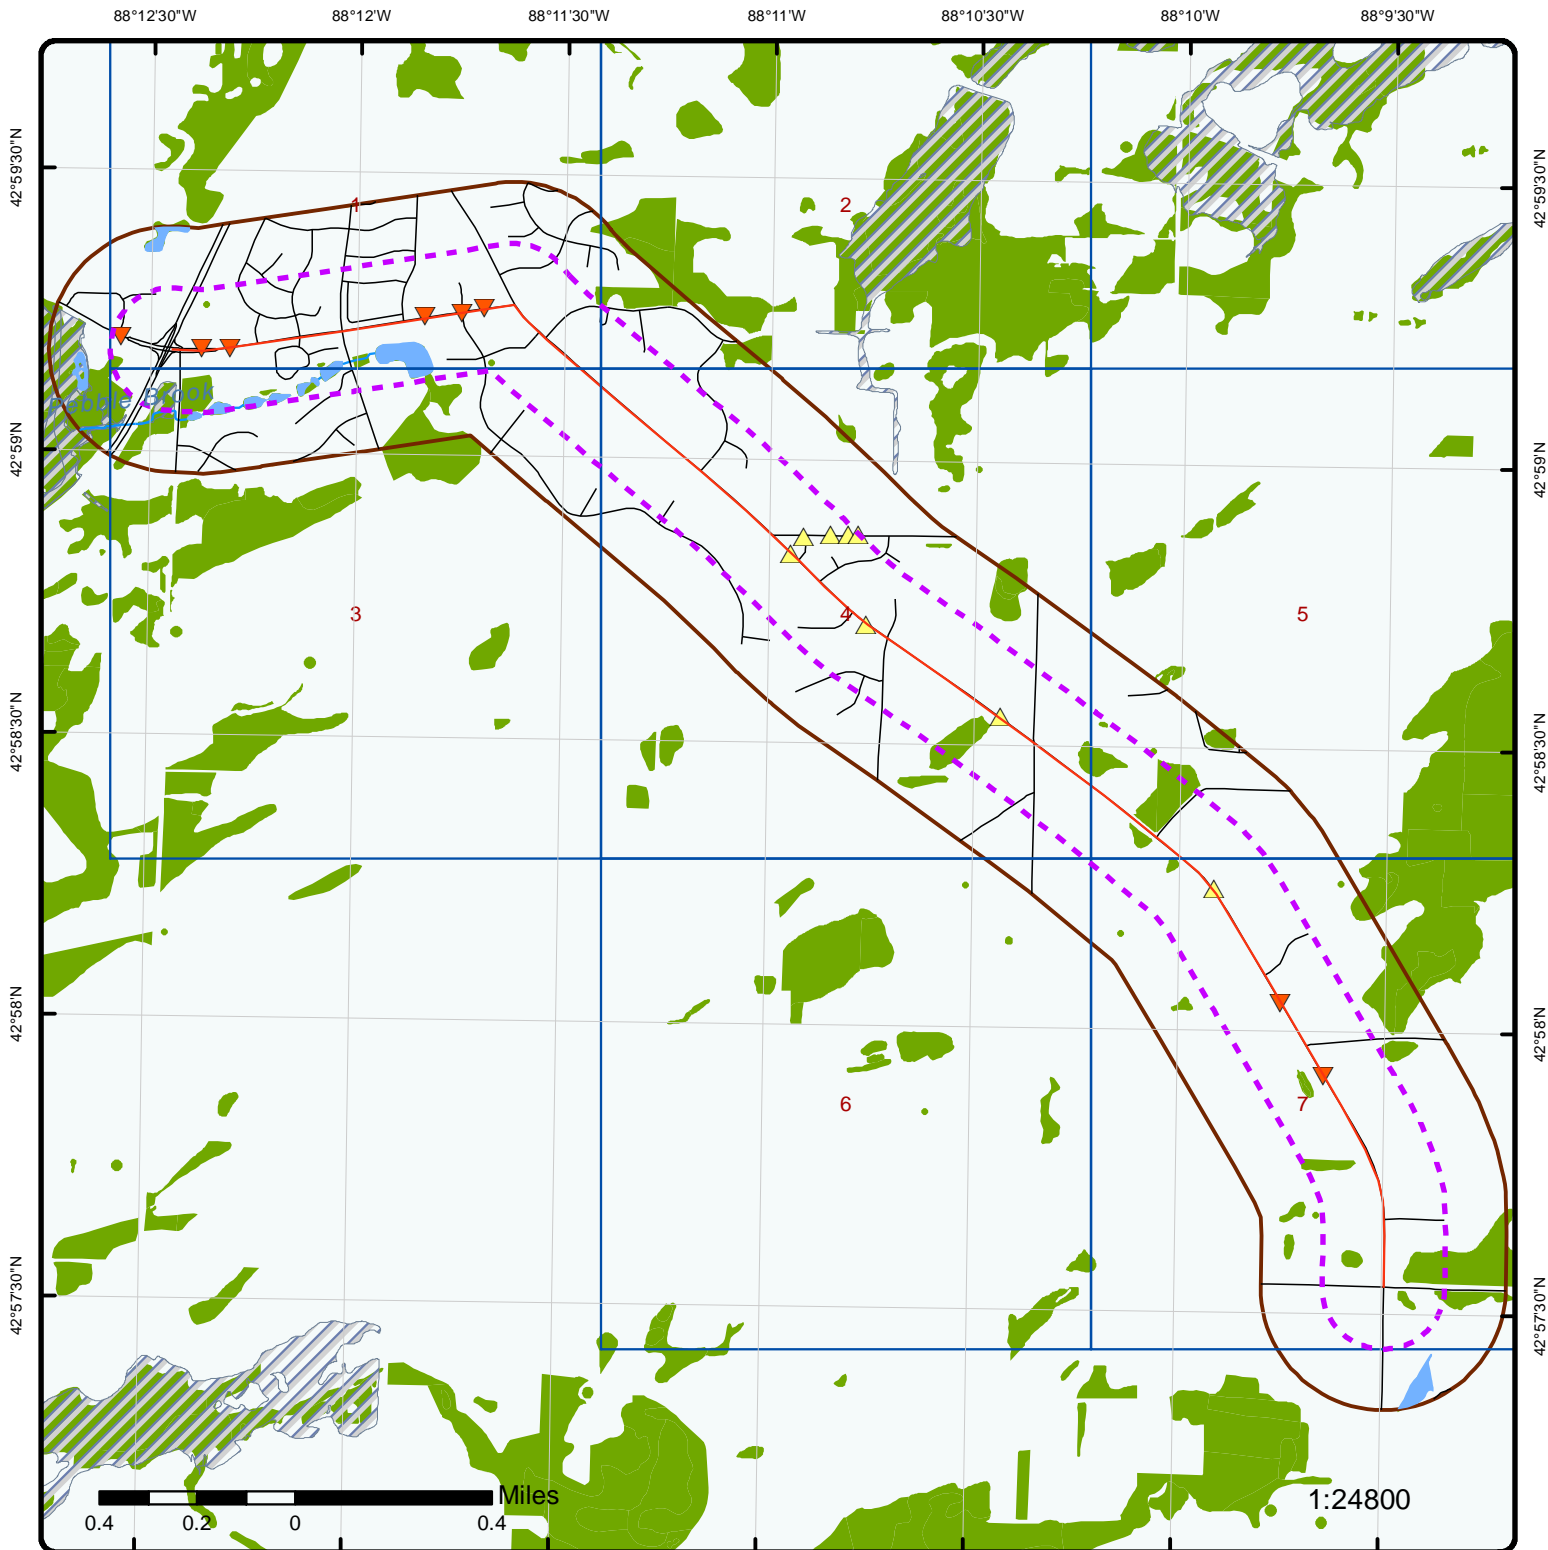 88°12'30"W 88°12'W 88°11'30"W 88°11'W 88°10'30"W 88°10'W 88°9'30"W
42°59'30"N 42°59'30"N
1 2
Pebble Brook
42°59'N 42°59'N
3 4 5
42°58'30"N 42°58'30"N
42°58'N 42°58'N
6 7
42°57'30"N 42°57'30"N
Miles
1:24800
0.4 0.2 0 0.4